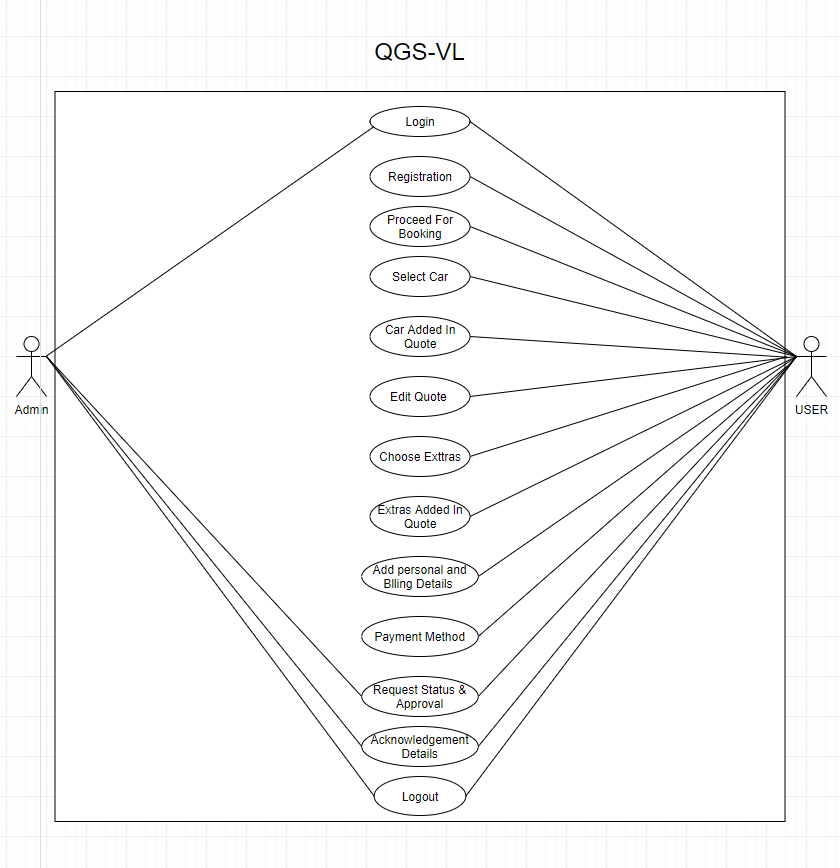 QGS-VL
Login
Registration
Proceed For
Booking
Select Car
Car Added In
Quote
Edit Quote
Choose Exttras
Extras Added In
Quote
Add personal and
BIling Details
Payment Method
Request Status &
Approval
Acknowledgement
Details
Logout
Admin
USER